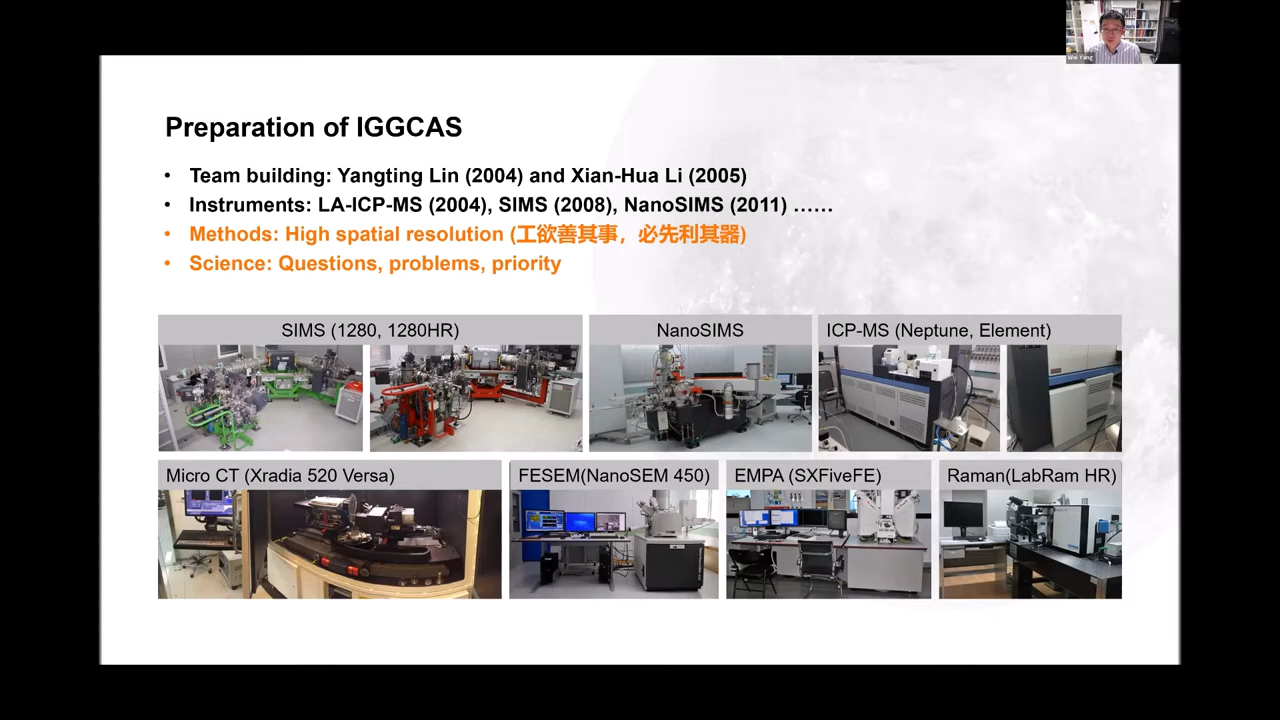 Wei Yang
Preparation of IGGCAS
• Team building: Yangting Lin (2004) and Xian-Hua Li (2005)
• Instruments: LA-ICP-MS (2004), SIMS (2008), NanoSIMS (2011) ……
• Methods: High spatial resolution (工欲善其事，必先利其器)
• Science: Questions, problems, priority
SIMS (1280, 1280HR)
NanoSIMS
ICP-MS (Neptune, Element)
Micro CT (Xradia 520 Versa)
FESEM(NanoSEM 450)
EMPA (SXFiveFE)
Raman(LabRam HR)